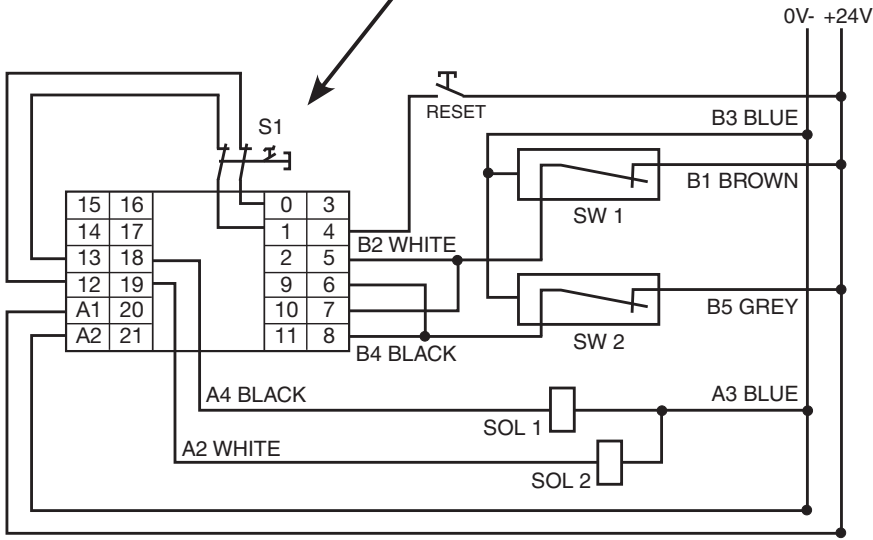 0V- +24V
RESET
B3 BLUE
S1
B1 BROWN
SW 1
15 16 0 3
14 17 1 4
B2 WHITE
13 18 2 5
12 19 9 6
A1 20 10 7
B5 GREY
A2 21 11 8
SW 2
B4 BLACK
A4 BLACK
A3 BLUE
SOL 1
A2 WHITE
SOL 2